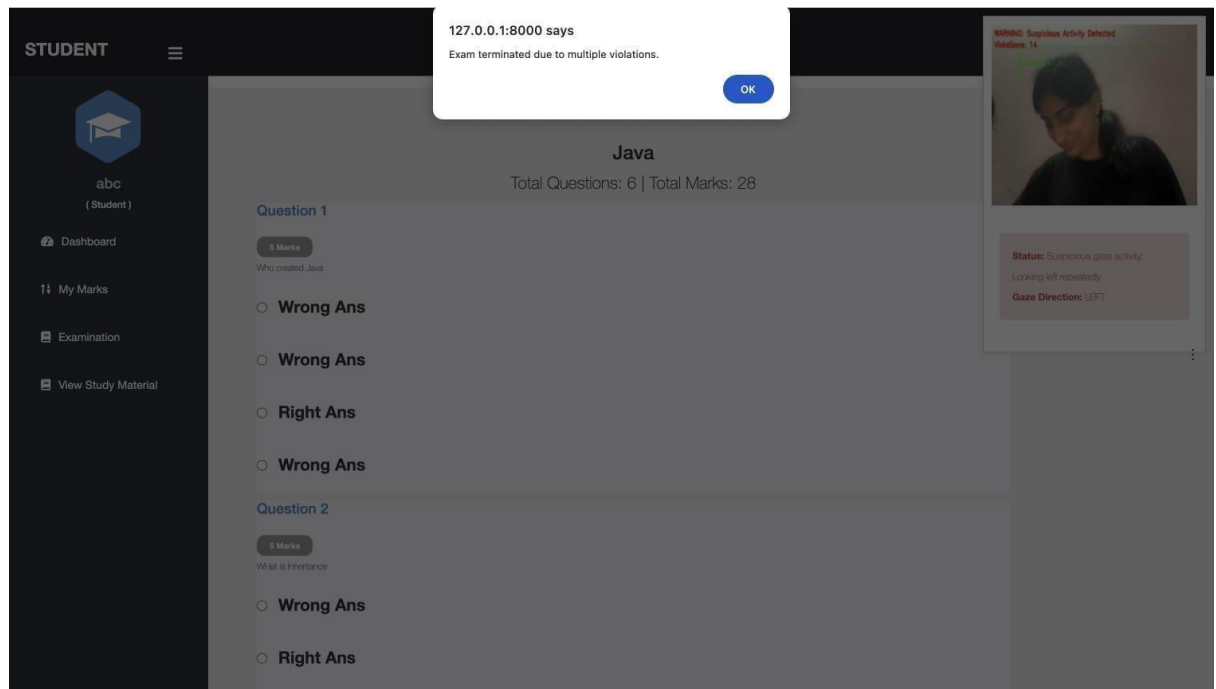 127.0.0.1:8000 says
Exam terminated due to multiple violations.
OK
STUDENT
abc
( Student )
Dashboard
My Marks
Examination
View Study Material
Java
Total Questions: 6 | Total Marks: 28
Question 1
5 Marks
Who created Java
Wrong Ans
Wrong Ans
Right Ans
Wrong Ans
Question 2
5 Marks
WHat is Inheritance
Wrong Ans
Right Ans
WARNING: Suspicious Activity Detected
Violations: 14
Status: Suspicious gaze activity:
Looking left repeatedly
Gaze Direction: LEFT